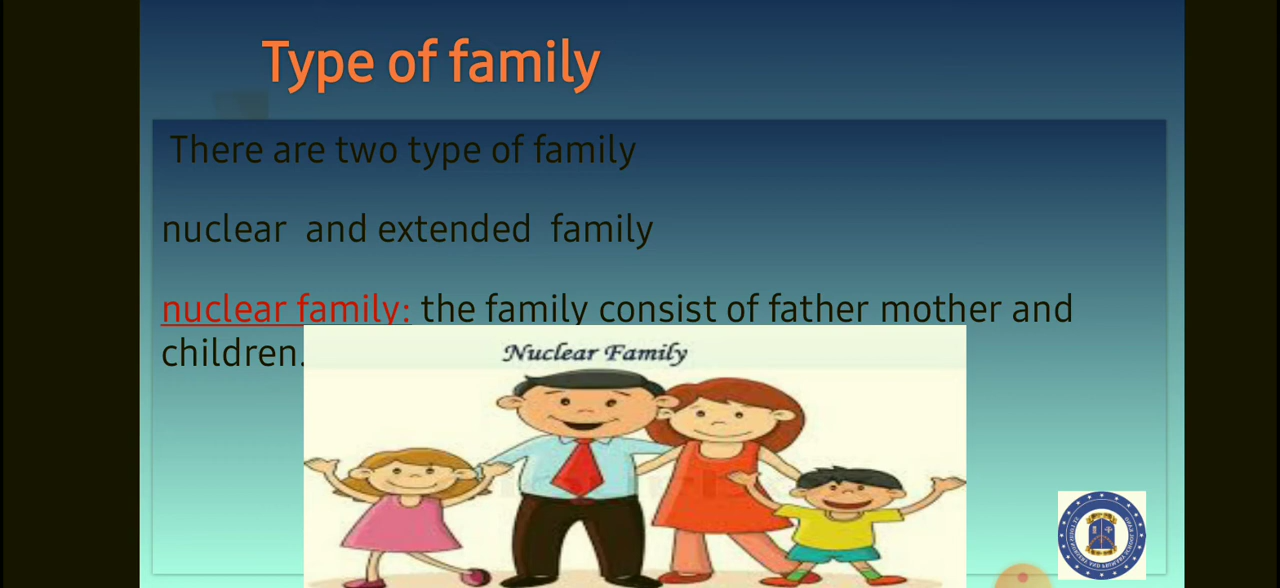 Type of family
There are two type of family
nuclear and extended family
nuclear family: the family consist of father mother and
children.
Nuclear Family